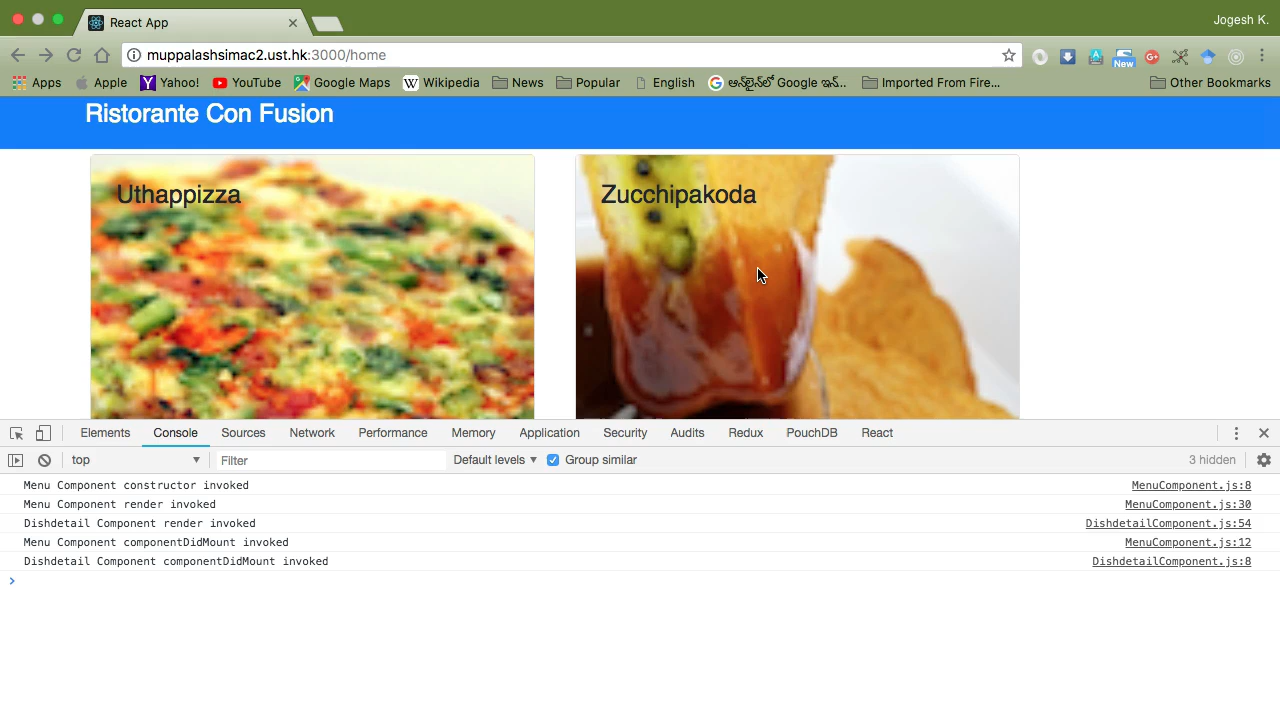 React App
Jogesh K.
muppalashsimac2.ust.hk:3000/home
New
Apps Apple Yahoo! YouTube Google Maps Wikipedia News Popular English ఆన్‌లైన్‌లో Google ఇన్... Imported From Fire... Other Bookmarks
Ristorante Con Fusion
Uthappizza
Zucchipakoda
Elements Console Sources Network Performance Memory Application Security Audits Redux PouchDB React
top Filter Default levels Group similar 3 hidden
Menu Component constructor invoked MenuComponent.js:8
Menu Component render invoked MenuComponent.js:30
Dishdetail Component render invoked DishdetailComponent.js:54
Menu Component componentDidMount invoked MenuComponent.js:12
Dishdetail Component componentDidMount invoked DishdetailComponent.js:8